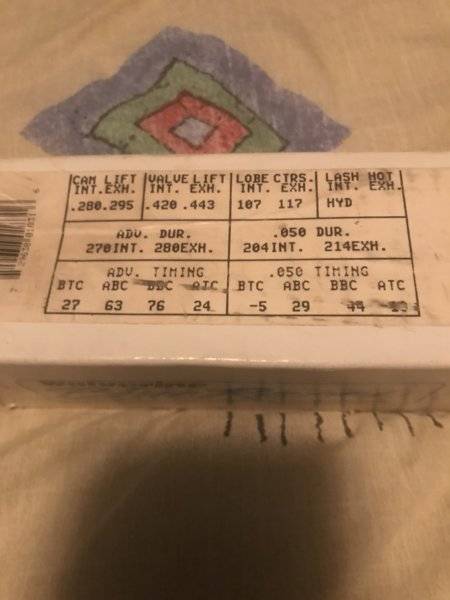 CAM LIFT VALVE LIFT LOBE CTRS. LASH HOT
INT. EXH. INT. EXH. INT. EXH. INT. EXH.
.280 .295 .420 .443 107 117 HYD
ADV. DUR. .050 DUR.
270INT. 280EXH. 204INT. 214EXH.
ADV. TIMING .050 TIMING
BTC ABC BBC ATC BTC ABC BBC ATC
27 63 76 24 -5 29 44